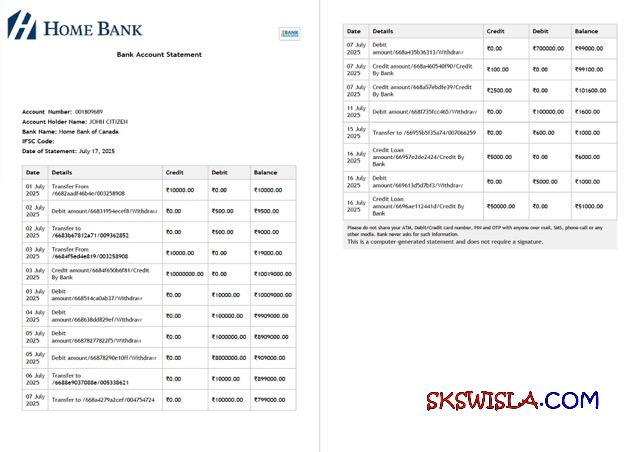 HOME BANK
BANK
Bank Account Statement
Account Number: 001809689
Account Holder Name: JOHN CITIZEN
Bank Name: Home Bank of Canada
IFSC Code:
Date of Statement: July 17, 2025
Date Details Credit Debit Balance
01 July 2025 Transfer From /6682aadf46b4e/003258908 ₹10000.00 ₹0.00 ₹10000.00
02 July 2025 Debit amount/66831954ecef8/Withdraw ₹0.00 ₹500.00 ₹9500.00
02 July 2025 Transfer to /6683b67812a71/009362852 ₹0.00 ₹500.00 ₹9000.00
03 July 2025 Transfer From /6684f5ed4e819/003258908 ₹10000.00 ₹0.00 ₹19000.00
03 July 2025 Credit amount/6684f650b6f81/Credit By Bank ₹10000000.00 ₹0.00 ₹10019000.00
03 July 2025 Debit amount/668514ca0ab37/Withdraw ₹0.00 ₹10000.00 ₹10009000.00
04 July 2025 Debit amount/668638dd829ef/Withdraw ₹0.00 ₹100000.00 ₹9909000.00
05 July 2025 Debit amount/66878277822f5/Withdraw ₹0.00 ₹1000000.00 ₹8909000.00
05 July 2025 Debit amount/66878290e10ff/Withdraw ₹0.00 ₹8000000.00 ₹909000.00
06 July 2025 Transfer to /6688e9037088e/005338621 ₹0.00 ₹10000.00 ₹899000.00
07 July 2025 Transfer to /668a4279a2cef/004754724 ₹0.00 ₹100000.00 ₹799000.00
Date Details Credit Debit Balance
07 July 2025 Debit amount/668a435b36313/Withdraw ₹0.00 ₹700000.00 ₹99000.00
07 July 2025 Credit amount/668a460540f90/Credit By Bank ₹100.00 ₹0.00 ₹99100.00
07 July 2025 Credit amount/668a57ebdfe39/Credit By Bank ₹2500.00 ₹0.00 ₹101600.00
11 July 2025 Debit amount/668f735fcc465/Withdraw ₹0.00 ₹100000.00 ₹1600.00
15 July 2025 Transfer to /66955b5f35a74/007066259 ₹0.00 ₹600.00 ₹1000.00
16 July 2025 Credit Loan amount/66957e2de2424/Credit By Bank ₹5000.00 ₹0.00 ₹6000.00
16 July 2025 Debit amount/669613d5d7bf3/Withdraw ₹0.00 ₹5000.00 ₹1000.00
16 July 2025 Credit Loan amount/6696ae112441d/Credit By Bank ₹50000.00 ₹0.00 ₹51000.00
Please do not share your ATM, Debit/Credit card number, PIN and OTP with anyone over mail, SMS, phone-call or any
other media. Bank never asks for such information.
This is a computer-generated statement and does not require a signature.
SKSWISLA.COM